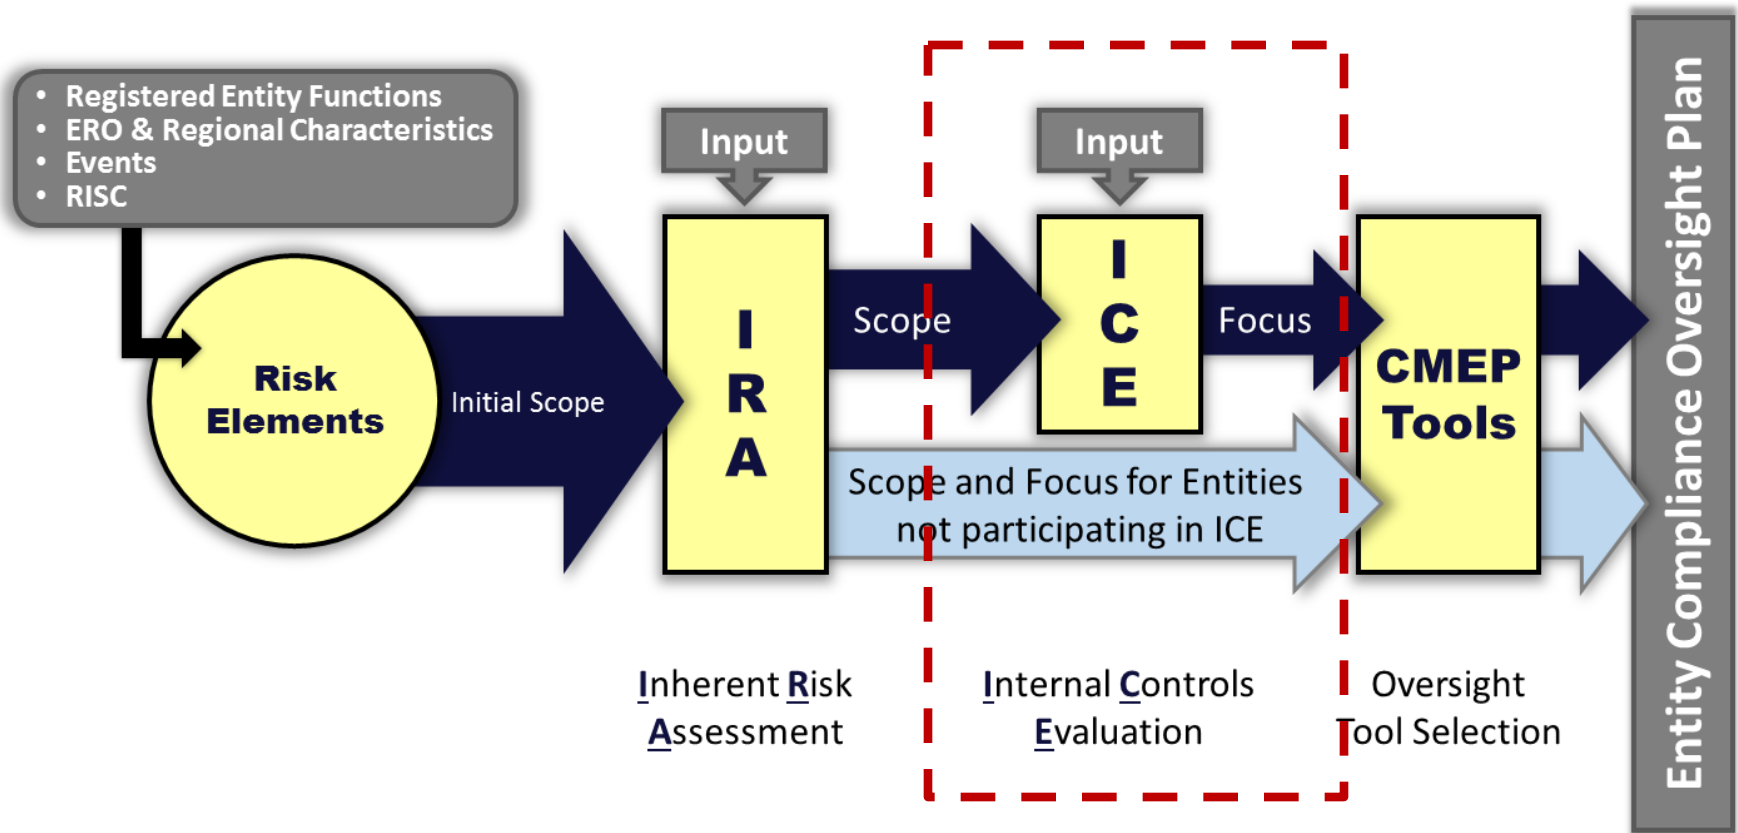 • Registered Entity Functions
• ERO & Regional Characteristics
• Events
• RISC
Risk
Elements
Initial Scope
Input
I
R
A
Scope
Input
I
C
E
Focus
Scope and Focus for Entities
not participating in ICE
CMEP
Tools
Entity Compliance Oversight Plan
Inherent Risk
Assessment
Internal Controls
Evaluation
Oversight
Tool Selection